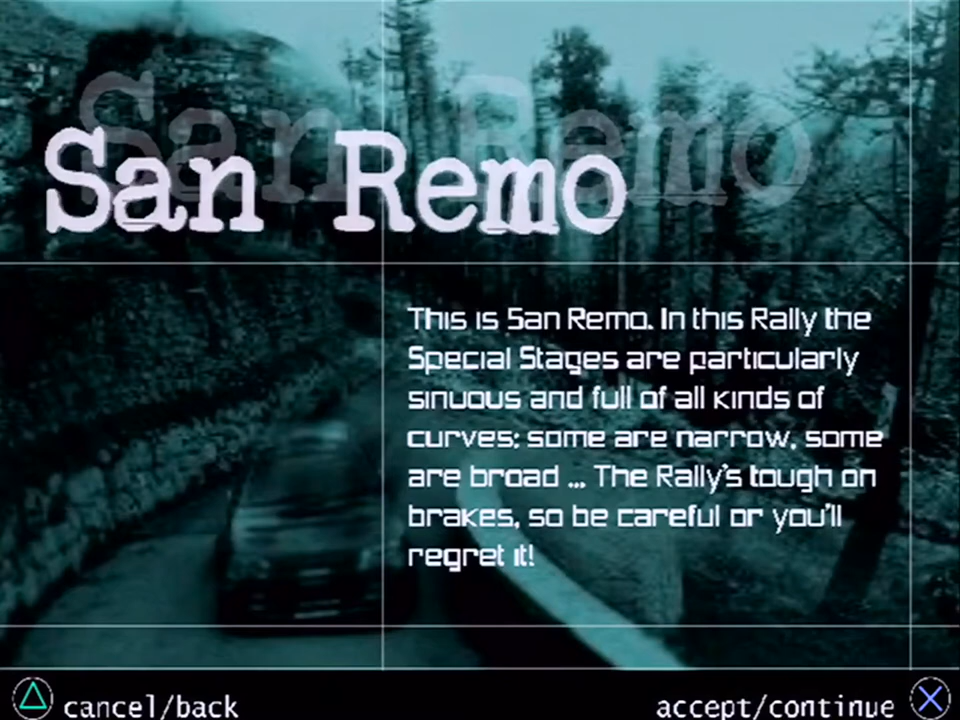 San Remo
San Remo
This is San Remo. In this Rally the
Special Stages are particularly
sinuous and full of all kinds of
curves; some are narrow, some
are broad ... The Rally's tough on
brakes, so be careful or you'll
regret it!
cancel/back
accept/continue